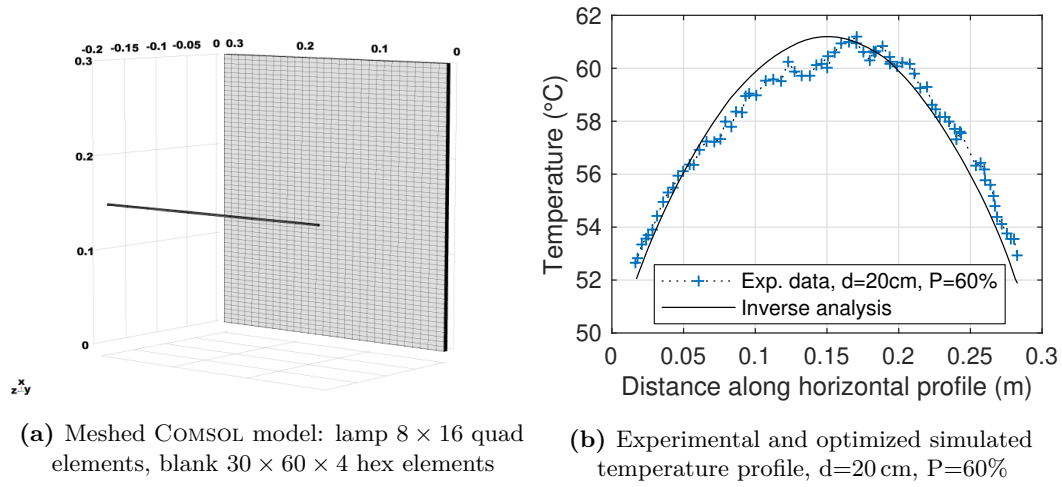 -0.2 -0.15 -0.1 -0.05 0 0.3 0.2 0.1 0
0.3
0.2
0.1
0
x
z y
(a) Meshed COMSOL model: lamp 8 × 16 quad
elements, blank 30 × 60 × 4 hex elements
62
60
58
56
54
52
50
Temperature (°C)
Exp. data, d=20cm, P=60%
Inverse analysis
0 0.05 0.1 0.15 0.2 0.25 0.3
Distance along horizontal profile (m)
(b) Experimental and optimized simulated
temperature profile, d=20 cm, P=60%